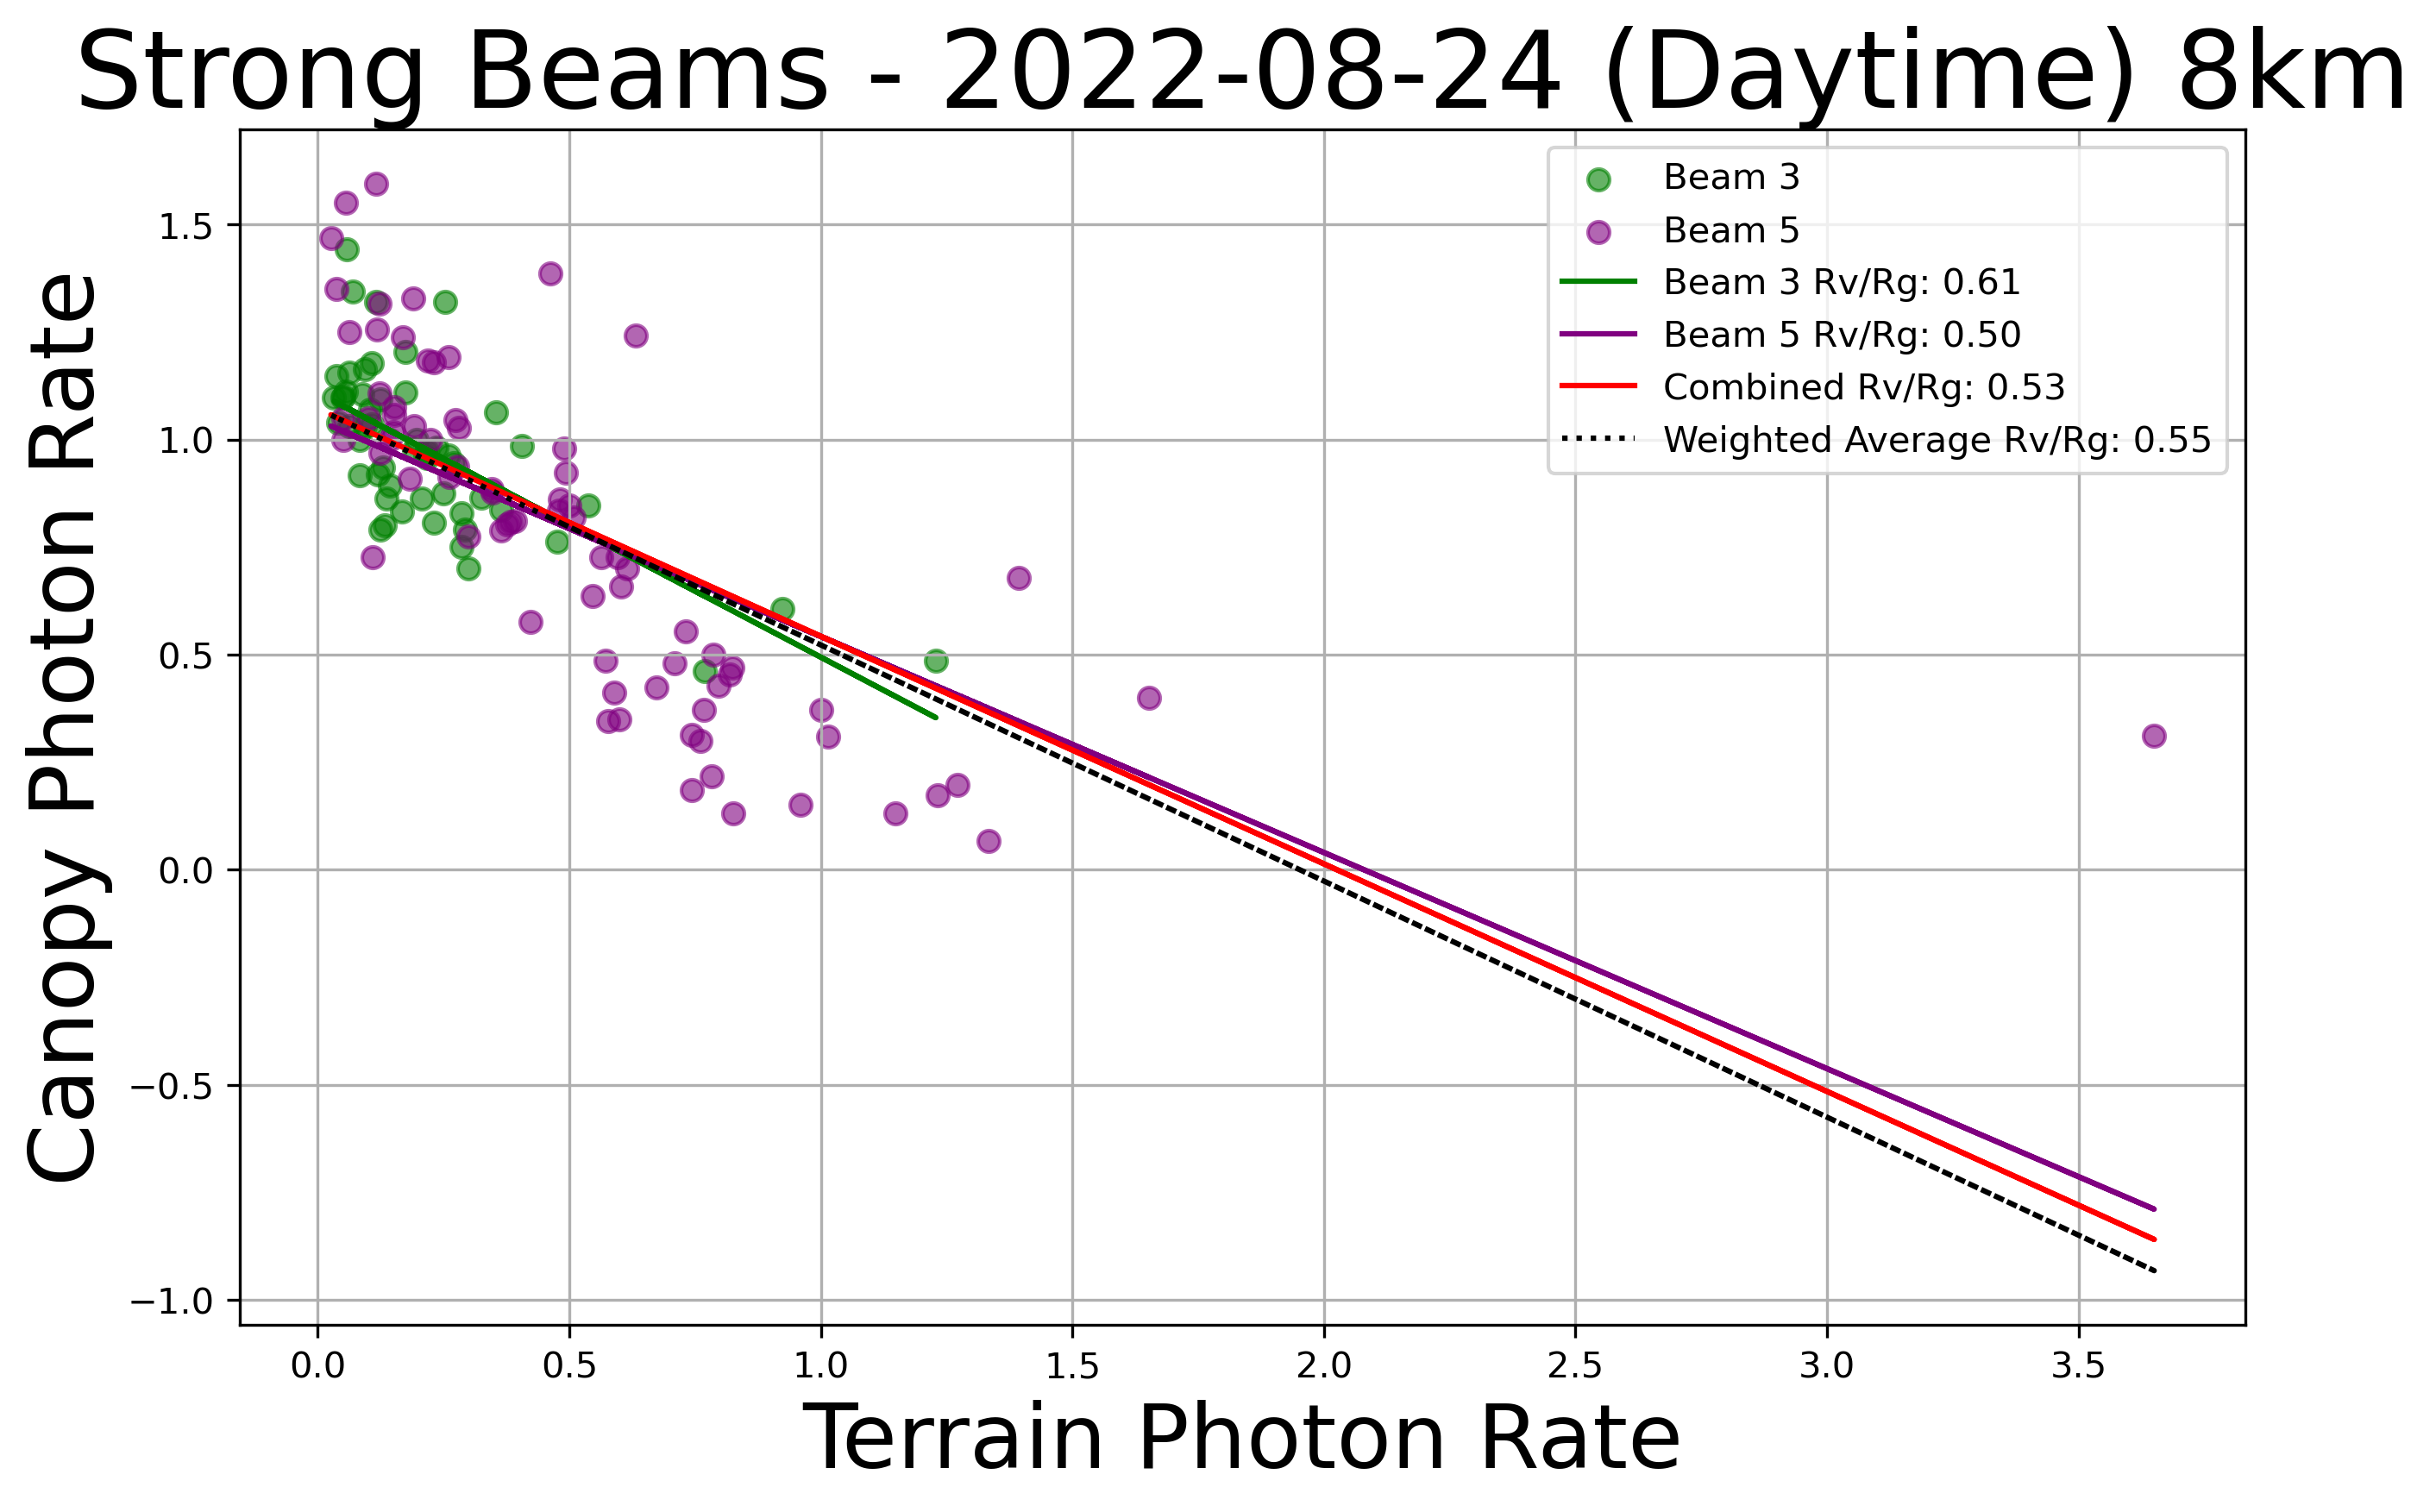 Strong Beams - 2022-08-24 (Daytime) 8km
Beam 3
Beam 5
Beam 3 Rv/Rg: 0.61
Beam 5 Rv/Rg: 0.50
Combined Rv/Rg: 0.53
Weighted Average Rv/Rg: 0.55
Canopy Photon Rate
1.5
1.0
0.5
0.0
−0.5
−1.0
0.0 0.5 1.0 1.5 2.0 2.5 3.0 3.5
Terrain Photon Rate